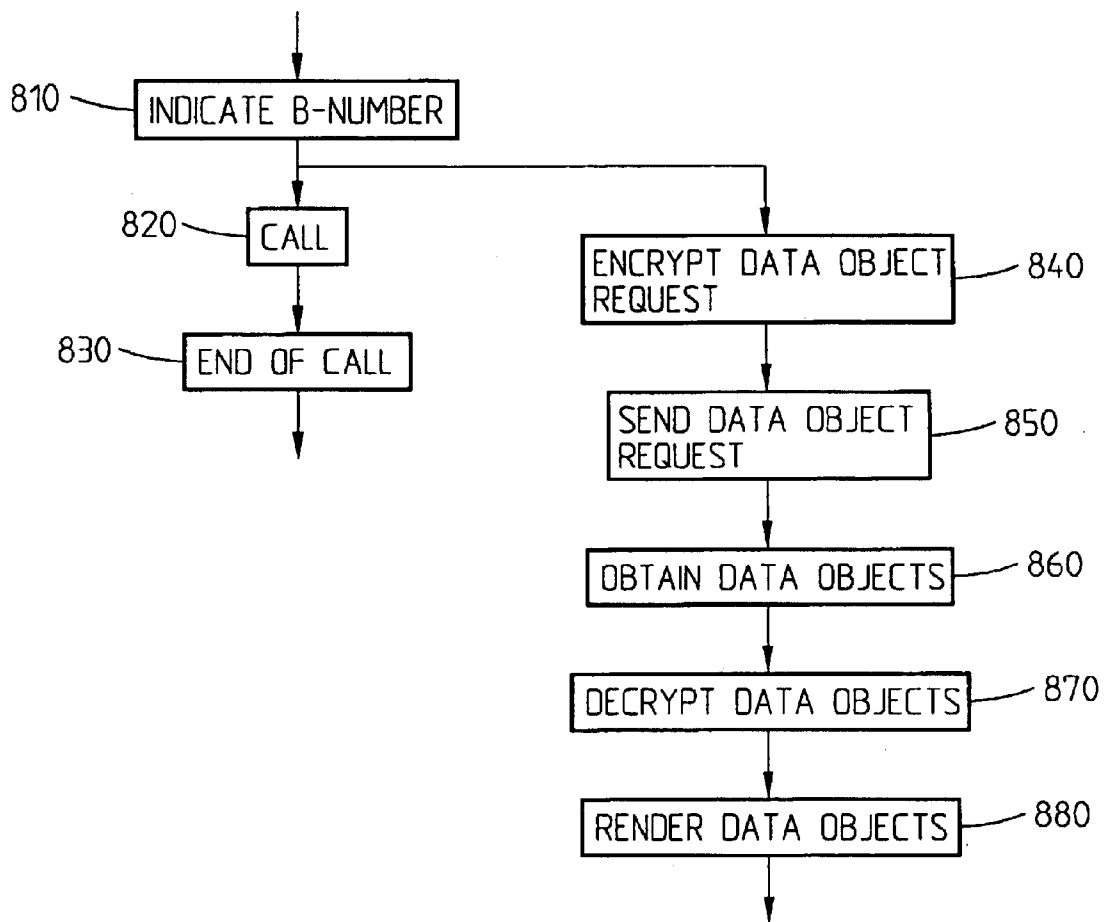 810
INDICATE B-NUMBER
820
CALL
830
END OF CALL
ENCRYPT DATA OBJECT
REQUEST
840
SEND DATA OBJECT
REQUEST
850
OBTAIN DATA OBJECTS
860
DECRYPT DATA OBJECTS
870
RENDER DATA OBJECTS
880